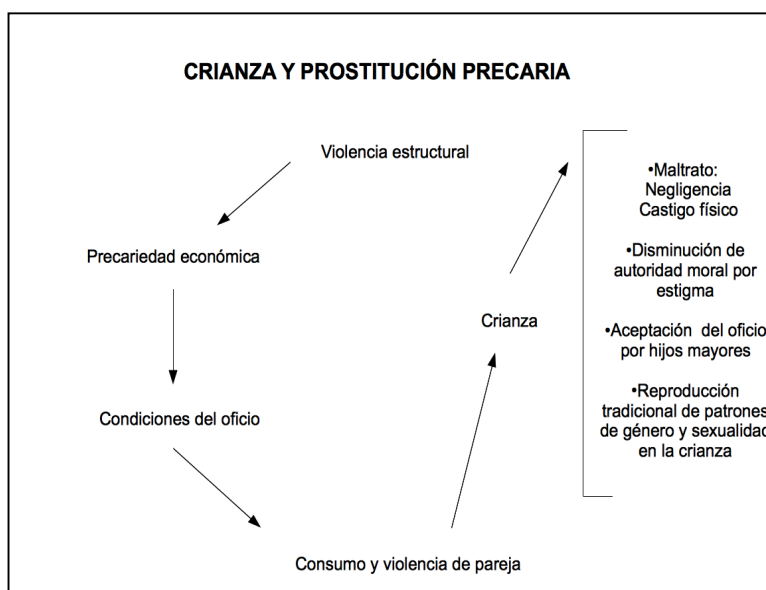 CRIANZA Y PROSTITUCIÓN PRECARIA
Violencia estructural
Precariedad económica
Condiciones del oficio
Consumo y violencia de pareja
Crianza
•Maltrato:
Negligencia
Castigo físico
•Disminución de
autoridad moral por
estigma
•Aceptación del oficio
por hijos mayores
•Reproducción
tradicional de patrones
de género y sexualidad
en la crianza